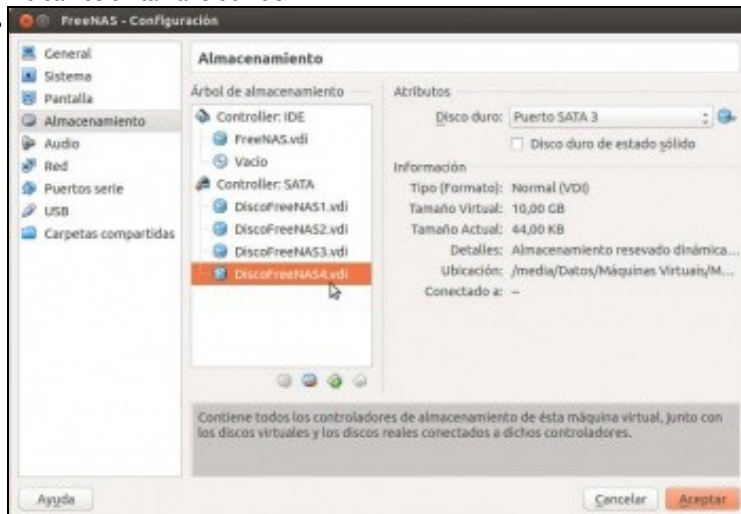 FreeNAS - Configuración
General
Sistema
Pantalla
Almacenamiento
Audio
Red
Puertos serie
USB
Carpetas compartidas
Almacenamiento
Árbol de almacenamiento
Controller: IDE
FreeNAS.vdi
Vacío
Controller: SATA
DiscoFreeNAS1.vdi
DiscoFreeNAS2.vdi
DiscoFreeNAS3.vdi
DiscoFreeNAS4.vdi
Atributos
Disco duro: Puerto SATA 3
Disco duro de estado sólido
Información
Tipo (Formato): Normal (VDI)
Tamaño Virtual: 10,00 GB
Tamaño Actual: 44,00 KB
Detalles: Almacenamiento resevado dinámica...
Ubicación: /media/Datos/Máquinas Virtuais/M...
Conectado a: --
Contiene todos los controladores de almacenamiento de ésta máquina virtual, junto con
los discos virtuales y los discos reales conectados a dichos controladores.
Ayuda
Cancelar
Aceptar